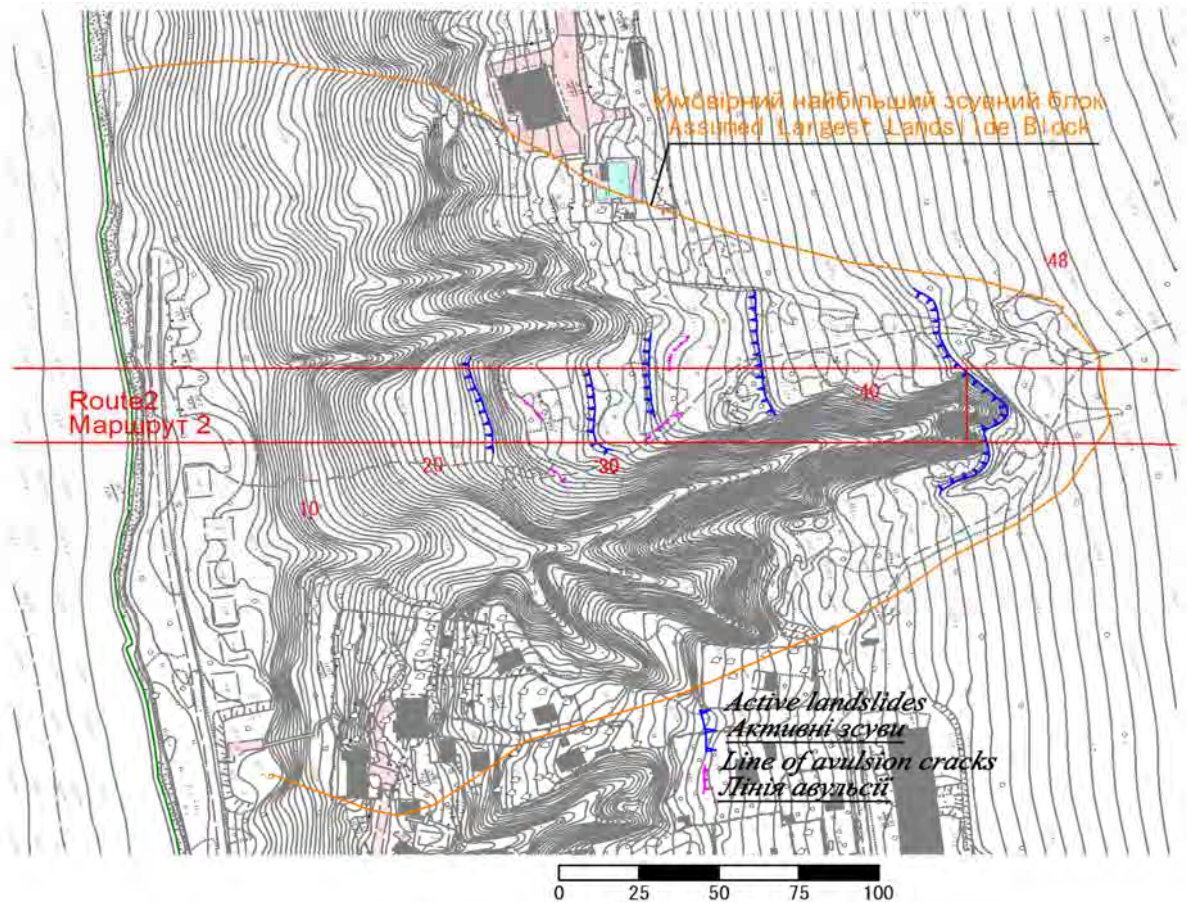 Ймовірний найбільший зсувний блок
Assumed Largest Landslide Block
48
40
Route2
Маршрут 2
20
30
10
Active landslides
Активні зсуви
Line of avulsion cracks
Лінія авульсії
0 25 50 75 100